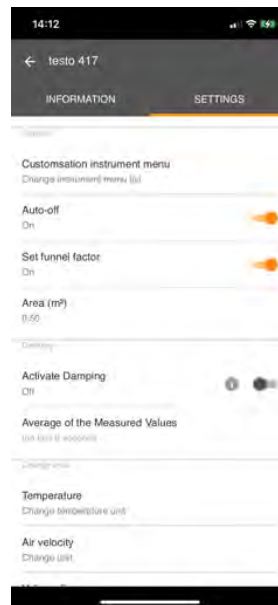 14:12
testo 417
INFORMATION
SETTINGS
Customsation instrument menu
Change instrument menu (s)
Auto-off
On
Set funnel factor
On
Area (m²)
0.50
Damping
Activate Damping
Off
Average of the Measured Values
Temperature
Change temperature unit
Air velocity
Change unit